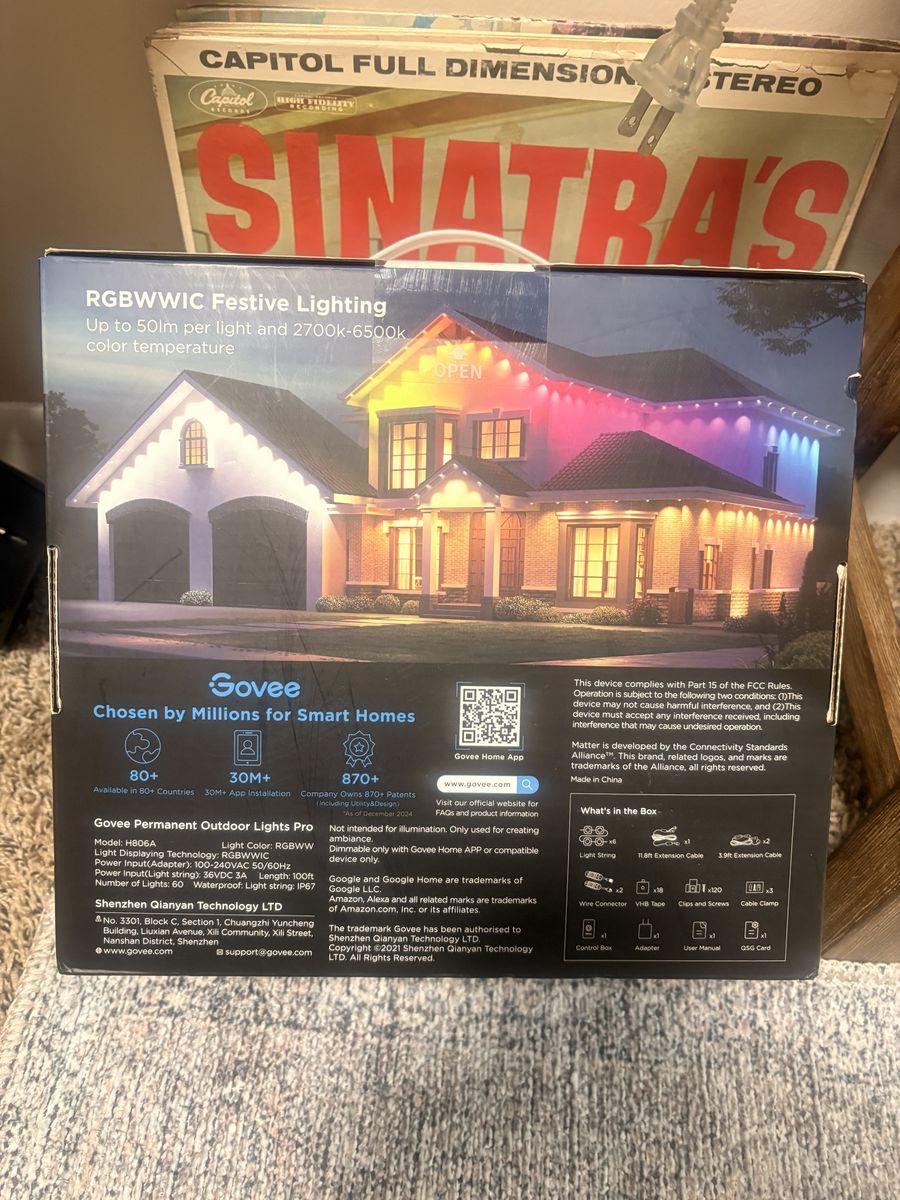 CAPITOL FULL DIMENSIONAL STEREO
Capitol
RECORDS
HIGH FIDELITY
RECORDING
SINATRA'S
RGBWWIC Festive Lighting
Up to 50lm per light and 2700k-6500k
color temperature
OPEN
Govee
Chosen by Millions for Smart Homes
80+
Available in 80+ Countries
30M+
30M+ App Installation
870+
Company Owns 870+ Patents
(including Utility&Design)
*As of December 2024
Govee Home App
www.govee.com
Visit our official website for
FAQs and product information
This device complies with Part 15 of the FCC Rules.
Operation is subject to the following two conditions: (1)This
device may not cause harmful interference, and (2)This
device must accept any interference received, including
interference that may cause undesired operation.
Matter is developed by the Connectivity Standards
Alliance™. This brand, related logos, and marks are
trademarks of the Alliance, all rights reserved.
Made in China
Govee Permanent Outdoor Lights Pro
Model: H806A Light Color: RGBWW
Light Displaying Technology: RGBWWIC
Power Input(Adapter): 100-240VAC 50/60Hz
Power Input(Light string): 36VDC 3A Length: 100ft
Number of Lights: 60 Waterproof: Light string: IP67
Shenzhen Qianyan Technology LTD
No. 3301, Block C, Section 1, Chuangzhi Yuncheng
Building, Liuxian Avenue, Xili Community, Xili Street,
Nanshan District, Shenzhen
www.govee.com support@govee.com
Not intended for illumination. Only used for creating
ambiance.
Dimmable only with Govee Home APP or compatible
device only.
Google and Google Home are trademarks of
Google LLC.
Amazon, Alexa and all related marks are trademarks
of Amazon.com, Inc. or its affiliates.
The trademark Govee has been authorised to
Shenzhen Qianyan Technology LTD.
Copyright ©2021 Shenzhen Qianyan Technology
LTD. All Rights Reserved.
What's in the Box
x6 x1 x2
Light String 11.8ft Extension Cable 3.9ft Extension Cable
x2 x18 x120 x3
Wire Connector VHB Tape Clips and Screws Cable Clamp
x1 x1 x1 x1
Control Box Adapter User Manual QSG Card